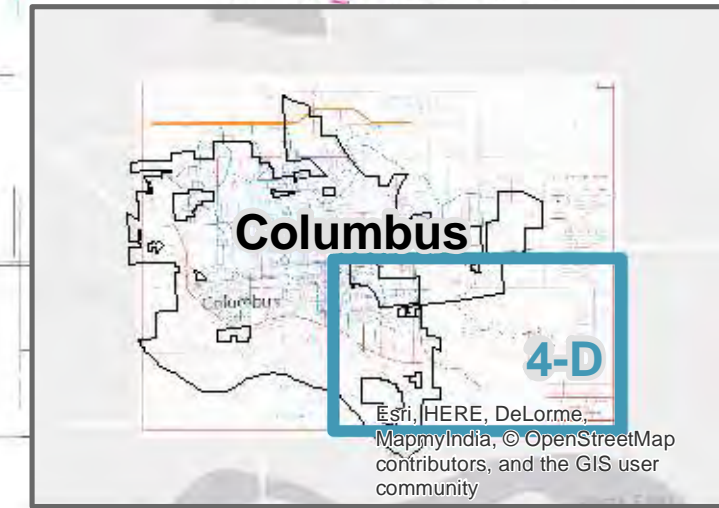 Columbus
Columbus
4-D
Esri, HERE, DeLorme,
MapmyIndia, © OpenStreetMap
contributors, and the GIS user
community